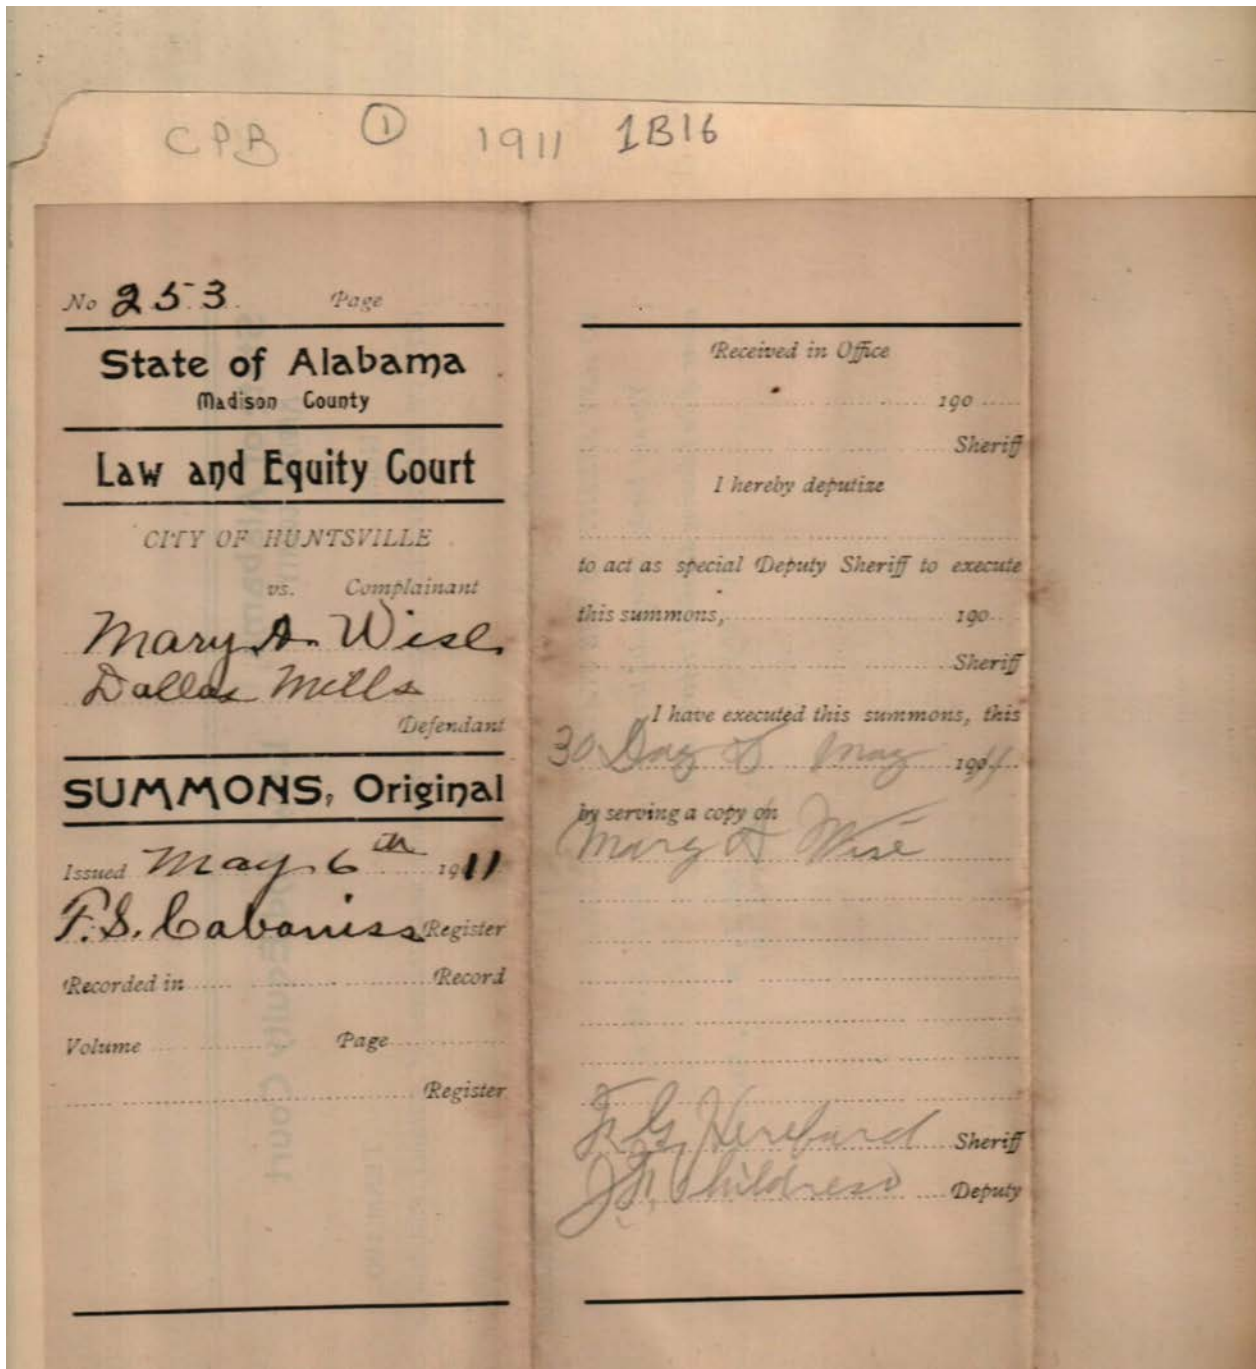 CPB ① 1911 1B16
No 253. Page
State of Alabama
Madison County
Law and Equity Court
CITY OF HUNTSVILLE
vs. Complainant
Mary A. Wise
Dallas Mills
Defendant
SUMMONS, Original
Issued May 6th 1911
F.S. Cabaniss Register
Recorded in Record
Volume Page
Register
Received in Office
190
Sheriff
I hereby deputize
to act as special Deputy Sheriff to execute
this summons, 190
Sheriff
I have executed this summons, this
30 Day of May 1911
by serving a copy on
Mary A Wise
Sheriff
Childress Deputy